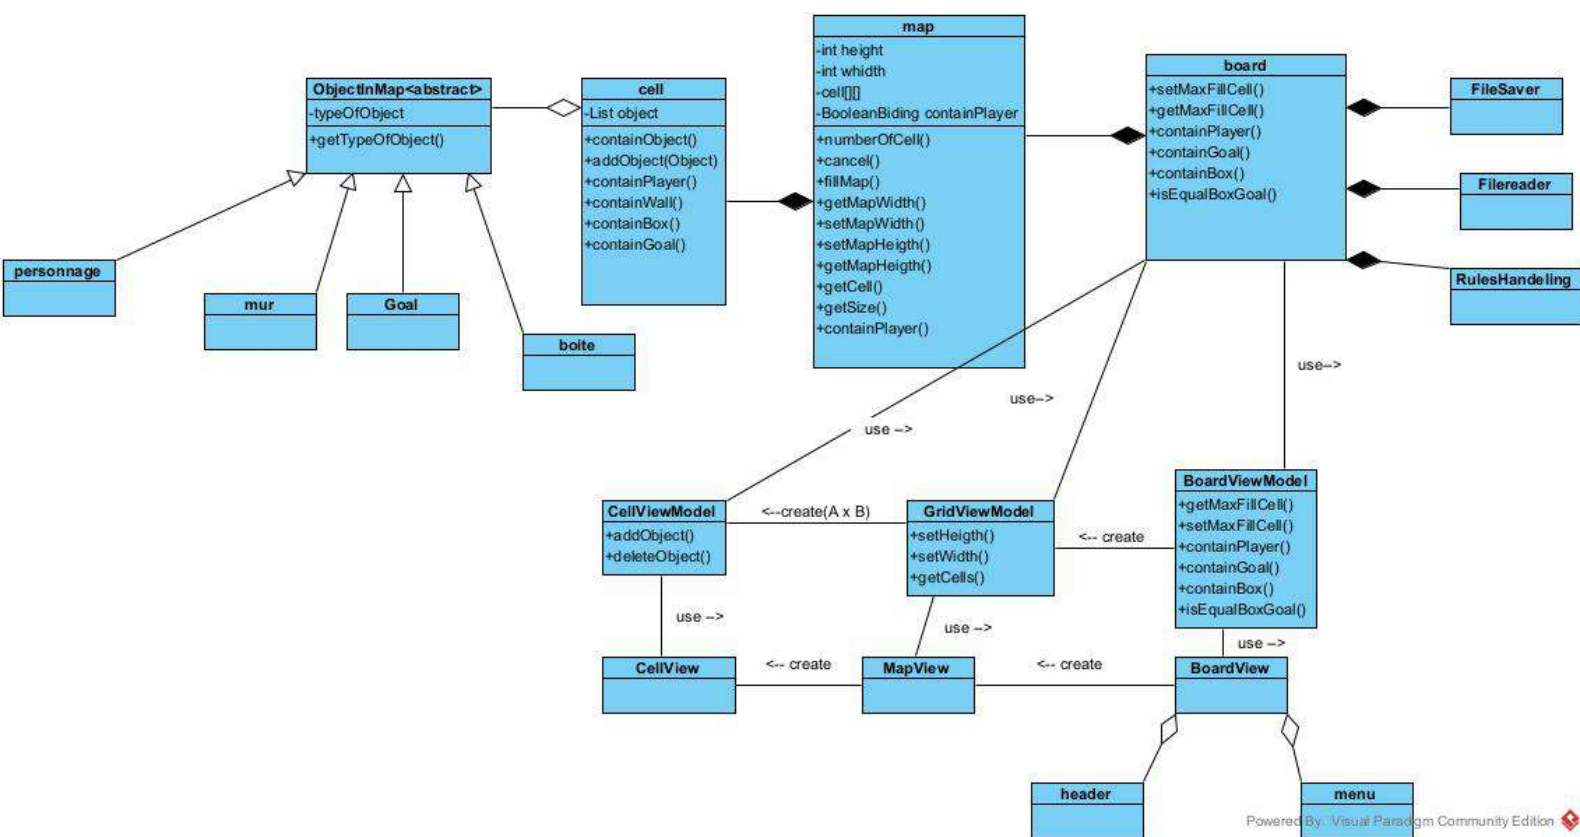 ObjectInMap<abstract>
-typeOfObject
+getTypeOfObject()
personnage
mur
Goal
boite
cell
-List object
+containObject()
+addObject(Object)
+containPlayer()
+containWall()
+containBox()
+containGoal()
map
-int height
-int whidth
-cell[][]
-BooleanBiding containPlayer
+numberOfCell()
+cancel()
+fillMap()
+getMapWidth()
+setMapWidth()
+setMapHeigth()
+getMapHeigth()
+getCell()
+getSize()
+containPlayer()
board
+setMaxFillCell()
+getMaxFillCell()
+containPlayer()
+containGoal()
+containBox()
+isEqualBoxGoal()
FileSaver
Filereader
RulesHandeling
use-->
use-->
use -->
CellViewModel
+addObject()
+deleteObject()
<--create(A x B)
GridViewModel
+setHeigth()
+setWidth()
+getCells()
<-- create
BoardViewModel
+getMaxFillCell()
+setMaxFillCell()
+containPlayer()
+containGoal()
+containBox()
+isEqualBoxGoal()
use -->
use -->
use -->
CellView
<-- create
MapView
<-- create
BoardView
header
menu
Powered By Visual Paradigm Community Edition